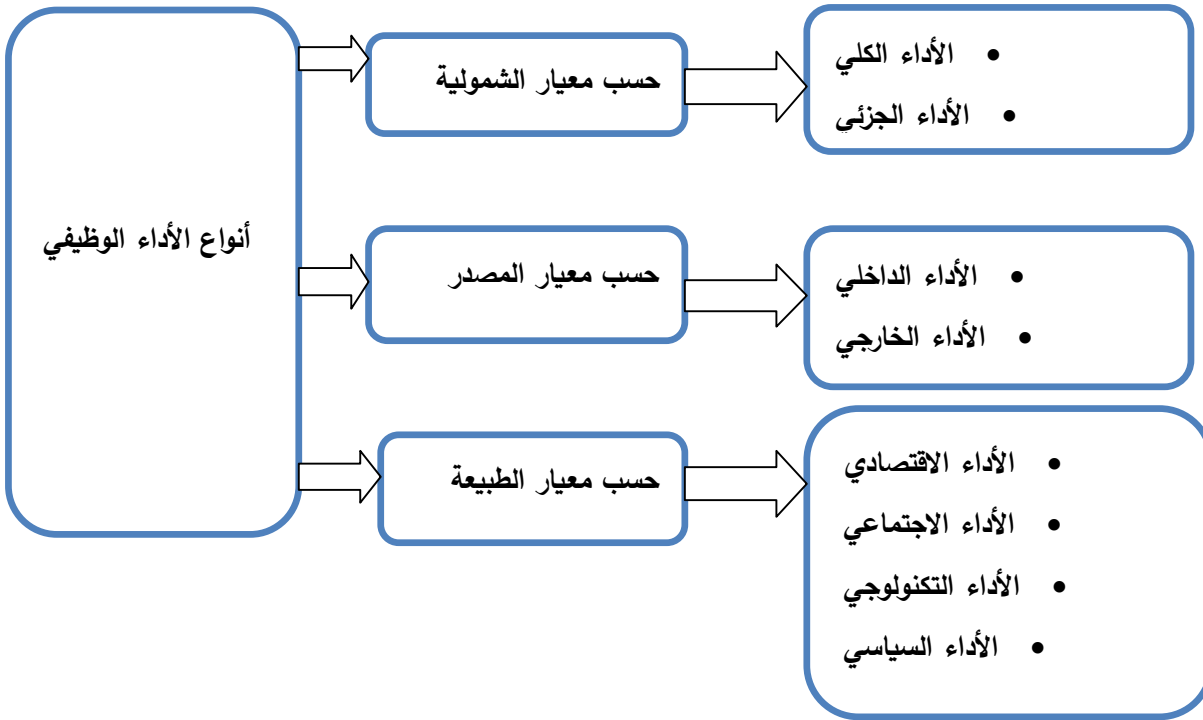 أنواع الأداء الوظيفي
حسب معيار الشمولية
• الأداء الكلي
• الأداء الجزئي
حسب معيار المصدر
• الأداء الداخلي
• الأداء الخارجي
حسب معيار الطبيعة
• الأداء الاقتصادي
• الأداء الاجتماعي
• الأداء التكنولوجي
• الأداء السياسي